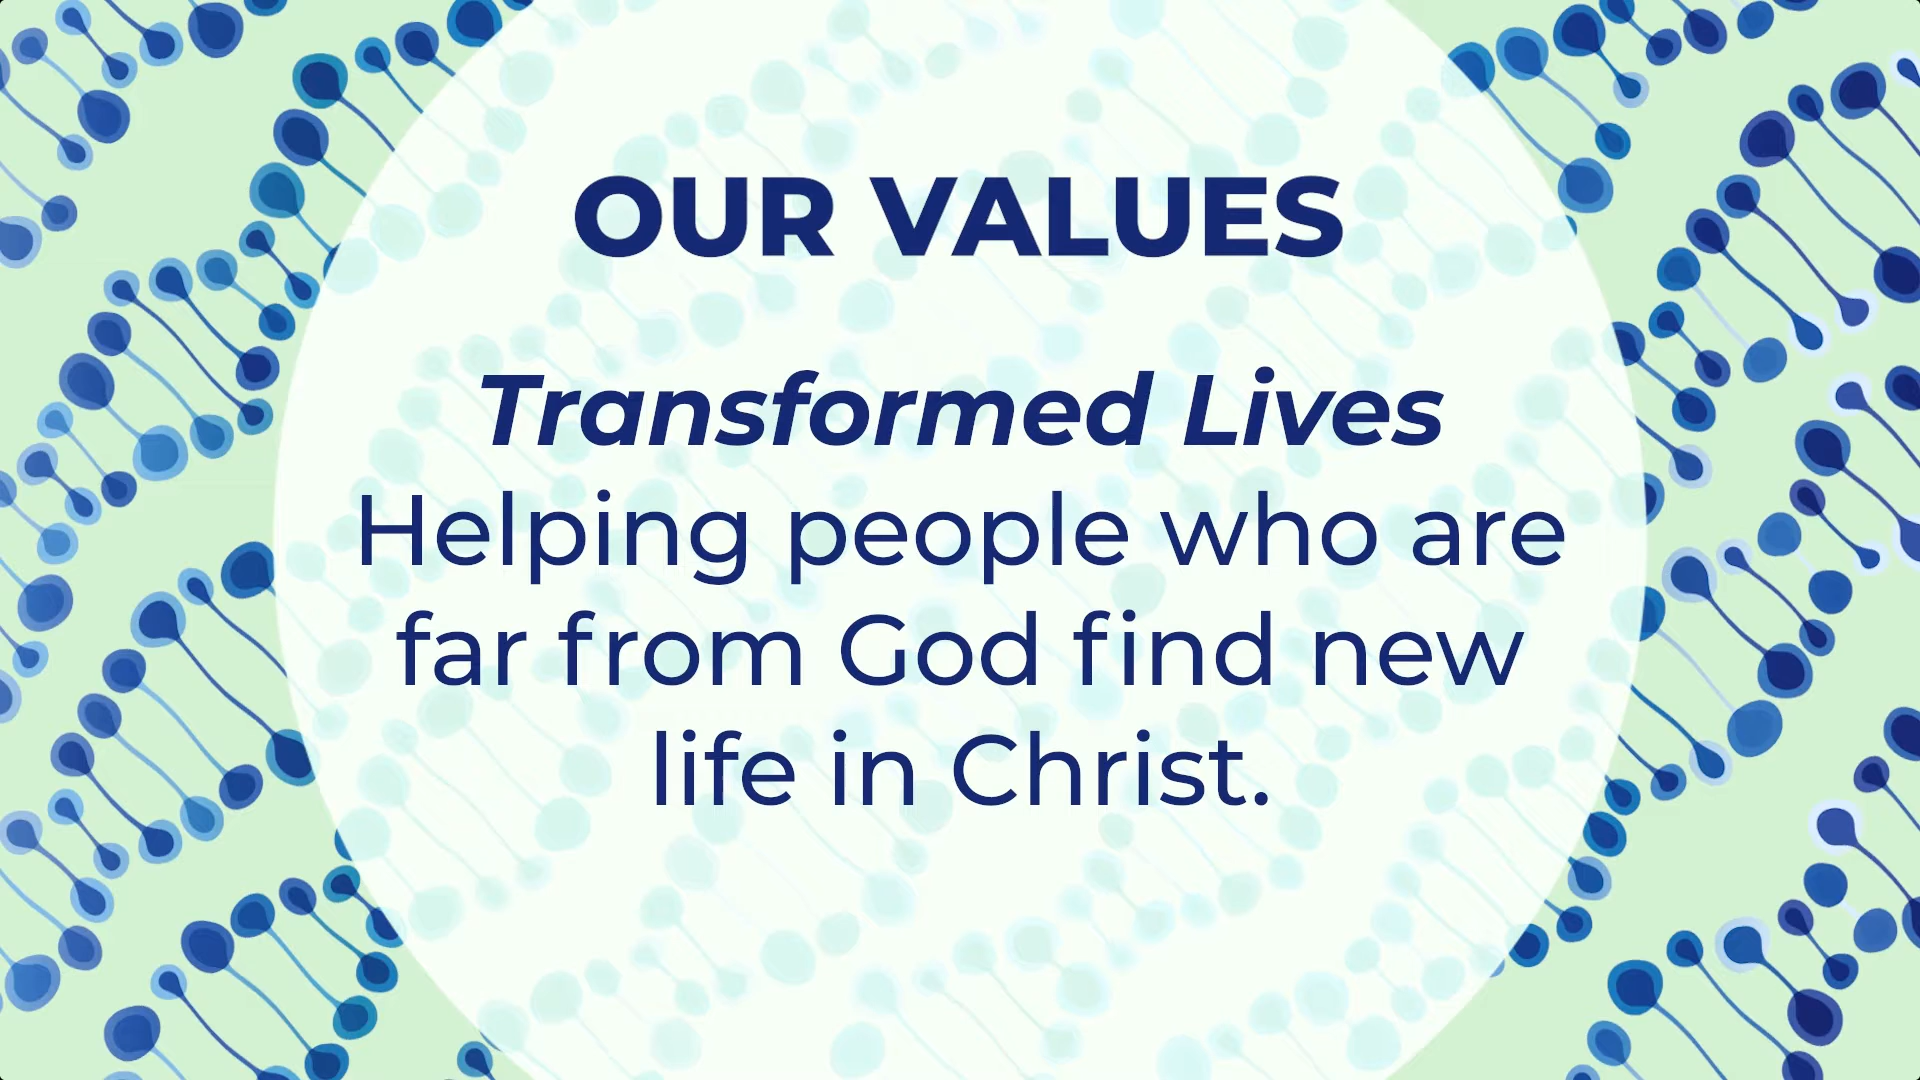 OUR VALUES
Transformed Lives
Helping people who are
far from God find new
life in Christ.